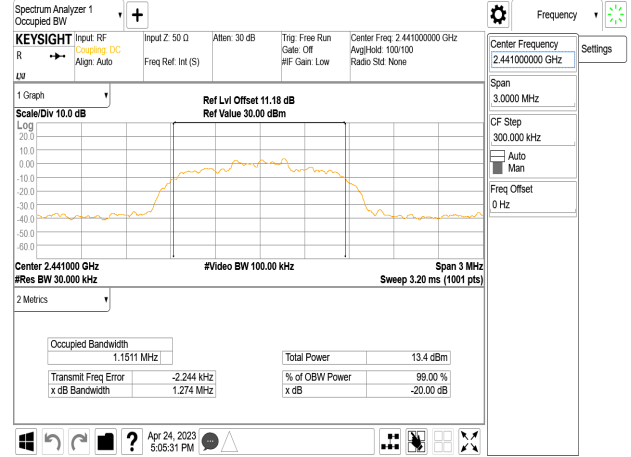 Spectrum Analyzer 1
Occupied BW
Frequency
KEYSIGHT
R
LXI
Input: RF
Coupling: DC
Align: Auto
Input Z: 50 Ω
Freq Ref: Int (S)
Atten: 30 dB
Trig: Free Run
Gate: Off
#IF Gain: Low
Center Freq: 2.441000000 GHz
Avg|Hold: 100/100
Radio Std: None
Center Frequency
2.441000000 GHz
Settings
Span
3.0000 MHz
CF Step
300.000 kHz
Auto
Man
Freq Offset
0 Hz
1 Graph
Scale/Div 10.0 dB
Ref Lvl Offset 11.18 dB
Ref Value 30.00 dBm
Log
20.0
10.0
0.00
-10.0
-20.0
-30.0
-40.0
-50.0
-60.0
Center 2.441000 GHz
#Res BW 30.000 kHz
#Video BW 100.00 kHz
Span 3 MHz
Sweep 3.20 ms (1001 pts)
2 Metrics
Occupied Bandwidth
1.1511 MHz
Total Power 13.4 dBm
Transmit Freq Error -2.244 kHz
% of OBW Power 99.00 %
x dB Bandwidth 1.274 MHz
x dB -20.00 dB
?
Apr 24, 2023
5:05:31 PM